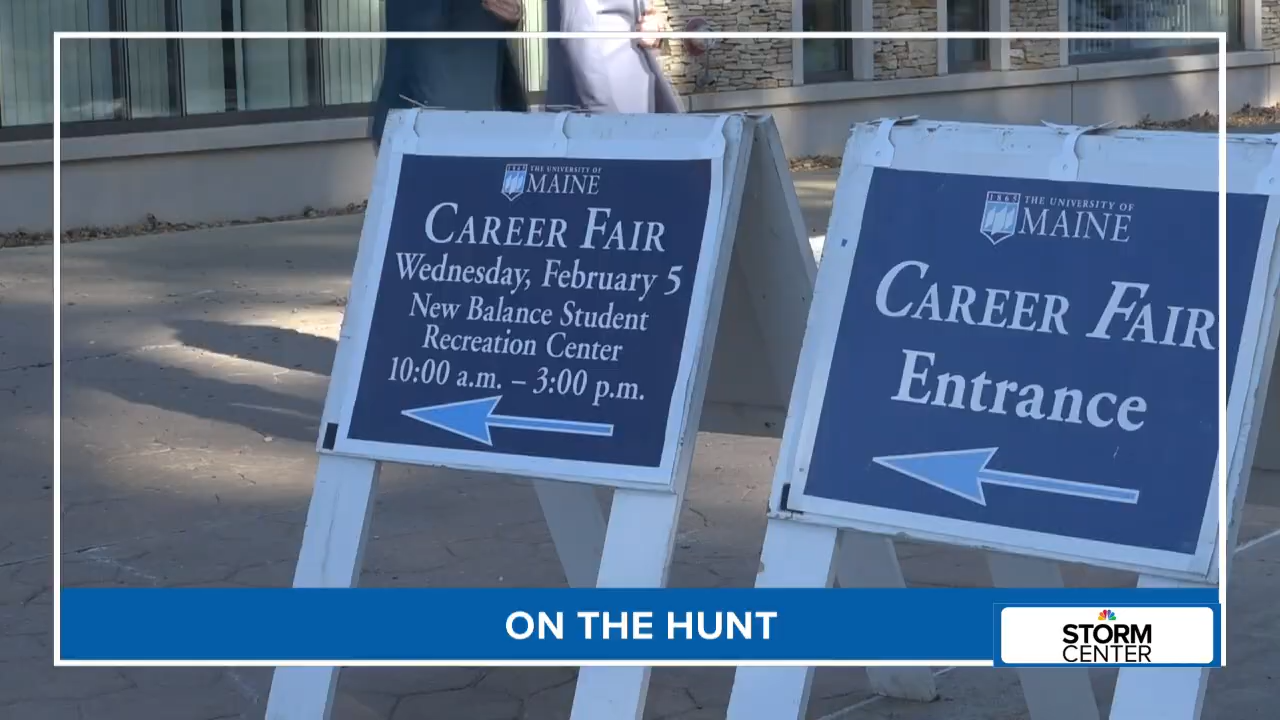 1865 THE UNIVERSITY OF
MAINE
CAREER FAIR
Wednesday, February 5
New Balance Student
Recreation Center
10:00 a.m. – 3:00 p.m.
1865 THE UNIVERSITY OF
MAINE
CAREER FAIR
Entrance
ON THE HUNT
STORM
CENTER